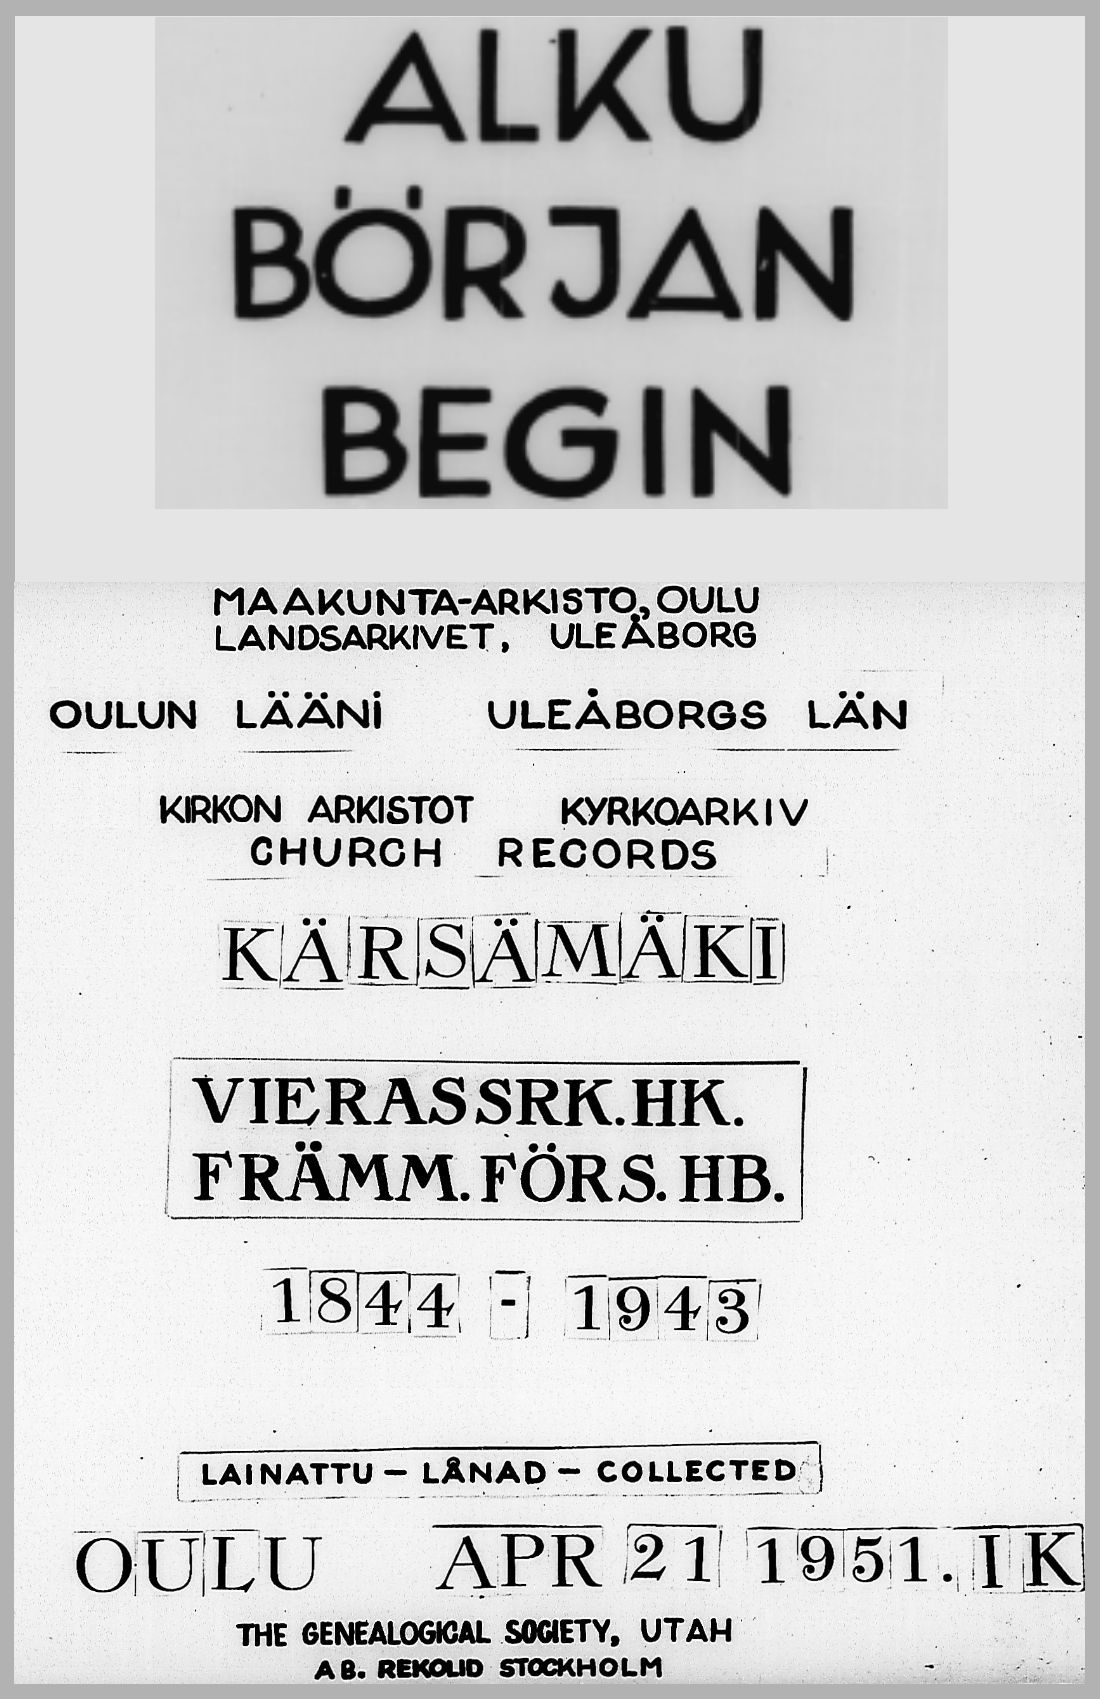 ALKU
BÖRJAN
BEGIN
MAAKUNTA-ARKISTO, OULU
LANDSARKIVET, ULEÅBORG
OULUN LÄÄNI ULEÅBORGS LÄN
KIRKON ARKISTOT KYRKOARKIV
CHURCH RECORDS
KÄRSÄMÄKI
VIERASSRK.HK.
FRÄMM.FÖRS.HB.
1844 - 1943
LAINATTU - LÅNAD - COLLECTED
OULU APR 21 1951. IK
THE GENEALOGICAL SOCIETY, UTAH
AB. REKOLID STOCKHOLM